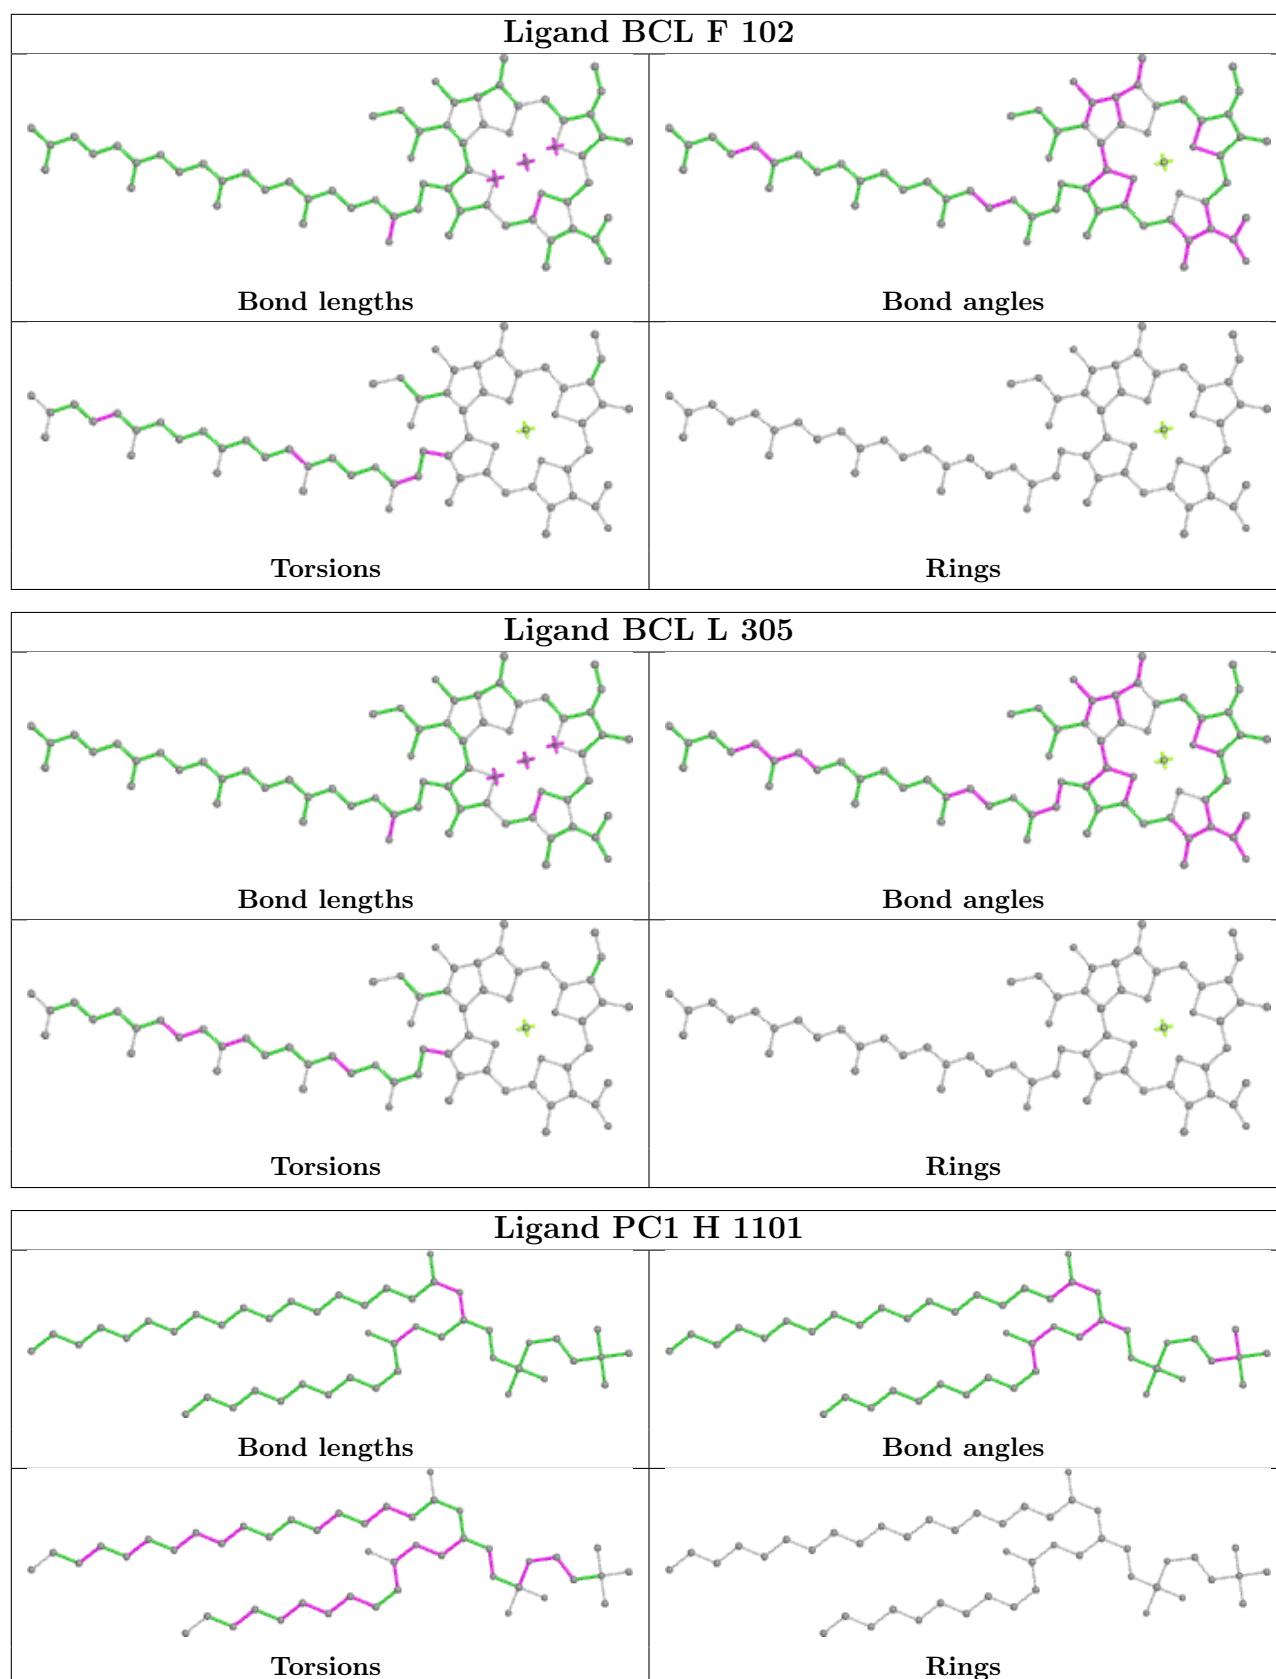 Ligand BCL F 102
Bond lengths
Bond angles
Torsions
Rings
Ligand BCL L 305
Bond lengths
Bond angles
Torsions
Rings
Ligand PC1 H 1101
Bond lengths
Bond angles
Torsions
Rings